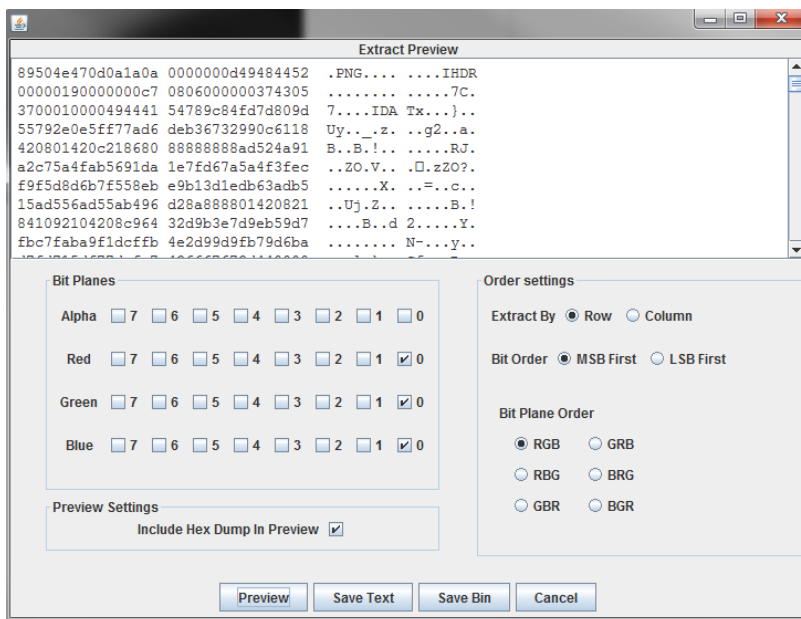 Extract Preview
89504e470d0a1a0a 0000000d49484452 .PNG.... ....IHDR
00000190000000c7 0806000000374305 ........ .....7C.
3700010000494441 54789c84fd7d809d 7....IDA Tx...}..
55792e0e5ff77ad6 deb36732990c6118 Uy.._.z. ..g2..a.
420801420c218680 88888888ad524a91 B..B.!.. .....RJ.
a2c75a4fab5691da 1e7fd67a5a4f3fec ..ZO.V.. .□.zZO?.
f9f5d8d6b7f558eb e9b13d1edb63adb5 ......X. ..=..c..
15ad556ad55ab496 d28a888801420821 ..Uj.Z.. .....B.!
841092104208c964 32d9b3e7d9eb59d7 ....B..d 2.....Y.
fbc7faba9f1dcffb 4e2d99d9fb79d6ba ........ N-...y..
Bit Planes
Alpha 7 6 5 4 3 2 1 0
Red 7 6 5 4 3 2 1 0
Green 7 6 5 4 3 2 1 0
Blue 7 6 5 4 3 2 1 0
Preview Settings
Include Hex Dump In Preview
Order settings
Extract By Row Column
Bit Order MSB First LSB First
Bit Plane Order
RGB GRB
RBG BRG
GBR BGR
Preview Save Text Save Bin Cancel